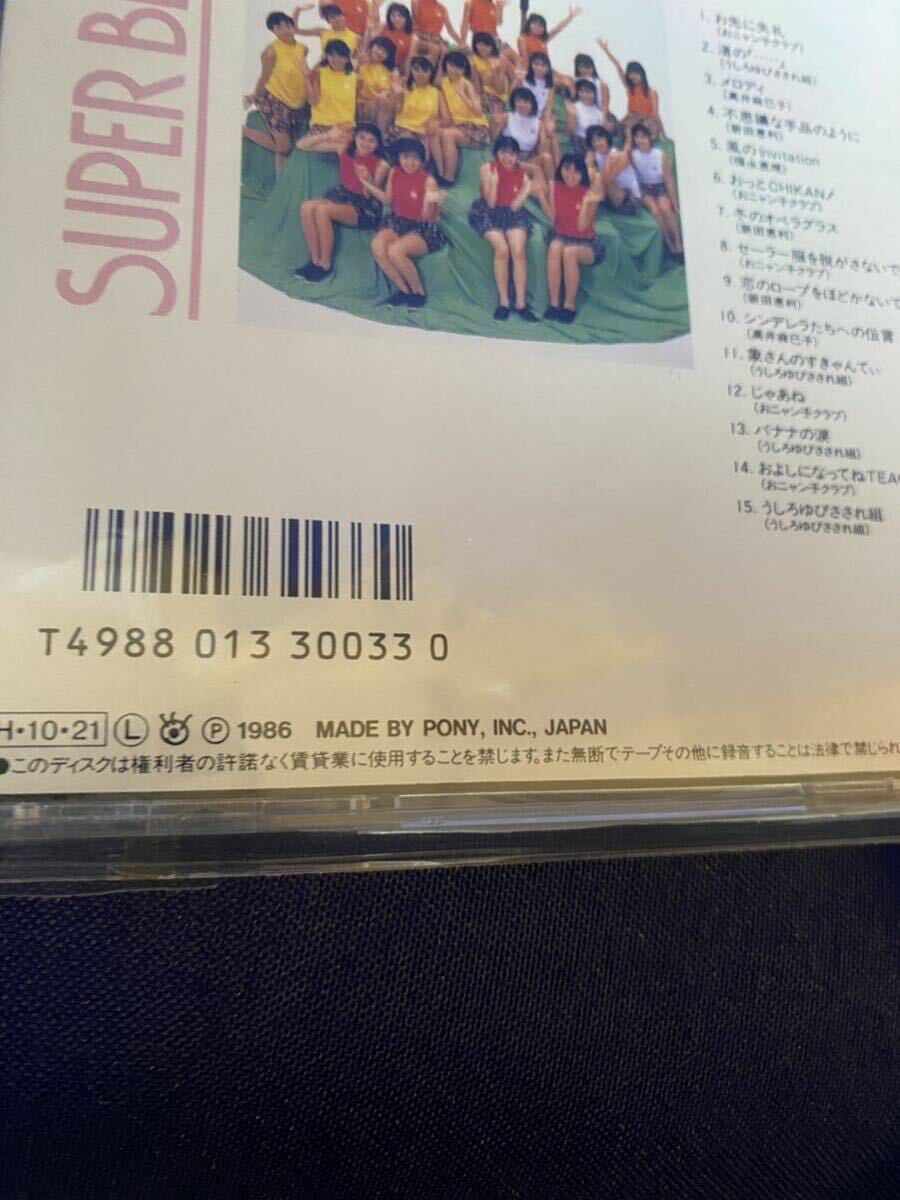 SUPER BE
1. お先に失礼
(おニャン子クラブ)
2. 渚の『……』
(うしろゆびさされ組)
3. メロディ
(高井麻巳子)
4. 不思議な手品のように
(新田恵利)
5. 風のInvitation
(福永恵規)
6. おっとCHIKAN!
(おニャン子クラブ)
7. 冬のオペラグラス
(新田恵利)
8. セーラー服を脱がさないで
(おニャン子クラブ)
9. 恋のロープをほどかないで
(新田恵利)
10. シンデレラたちへの伝言
(高井麻巳子)
11. 象さんのすきゃんてぃ
(うしろゆびさされ組)
12. じゃあね
(おニャン子クラブ)
13. バナナの涙
(うしろゆびさされ組)
14. およしになってねTEA
(おニャン子クラブ)
15. うしろゆびさされ組
(うしろゆびさされ組)
T4988 013 30033 0
H・10・21 Ⓛ Ⓟ 1986 MADE BY PONY, INC., JAPAN
●このディスクは権利者の許諾なく賃貸業に使用することを禁じます。また無断でテープその他に録音することは法律で禁じられ